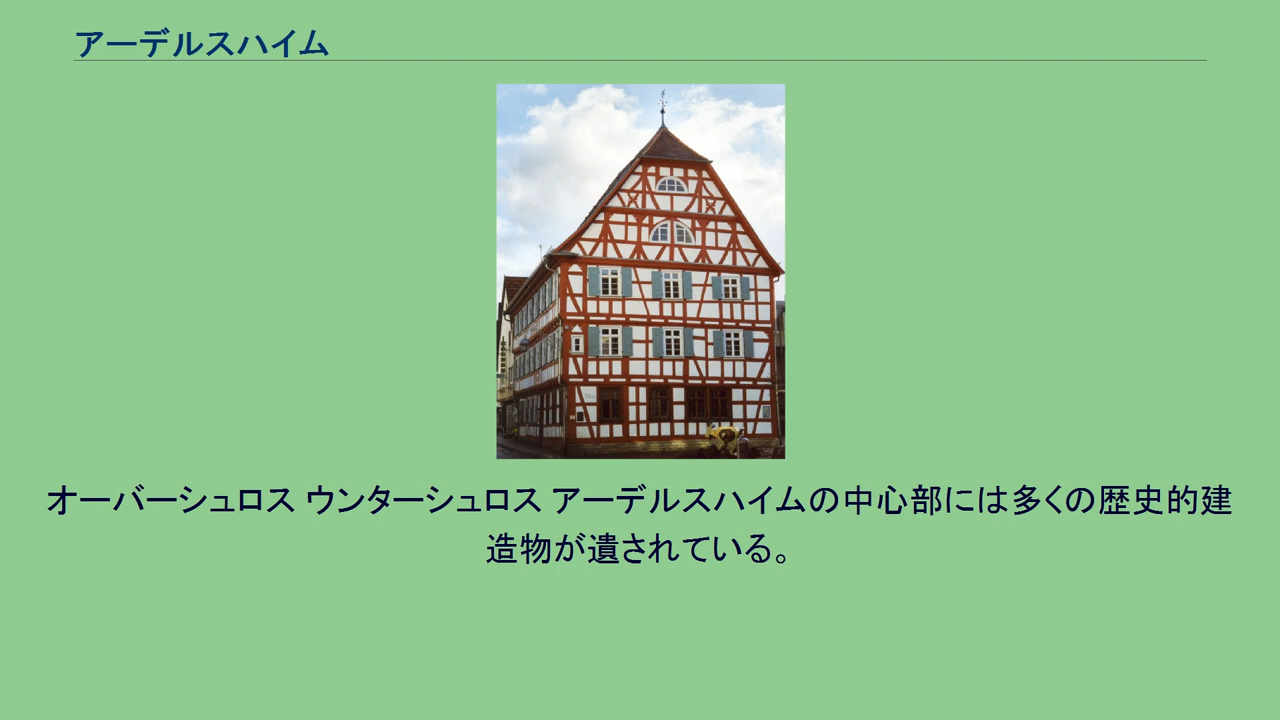 アーデルスハイム
オーバーシュロス ウンターシュロス アーデルスハイムの中心部には多くの歴史的建
造物が遺されている。